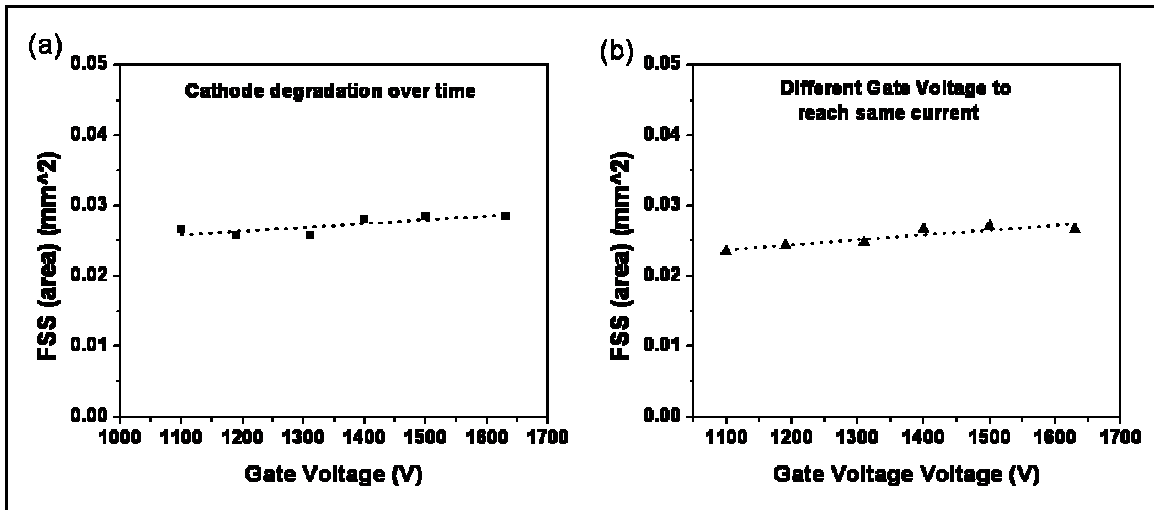 (a)
Cathode degradation over time
0.05
0.04
0.03
0.02
0.01
0.00
FSS (area) (mm^2)
1000 1100 1200 1300 1400 1500 1600 1700
Gate Voltage (V)
(b)
Different Gate Voltage to
reach same current
0.05
0.04
0.03
0.02
0.01
0.00
FSS (area) (mm^2)
1100 1200 1300 1400 1500 1600 1700
Gate Voltage Voltage (V)